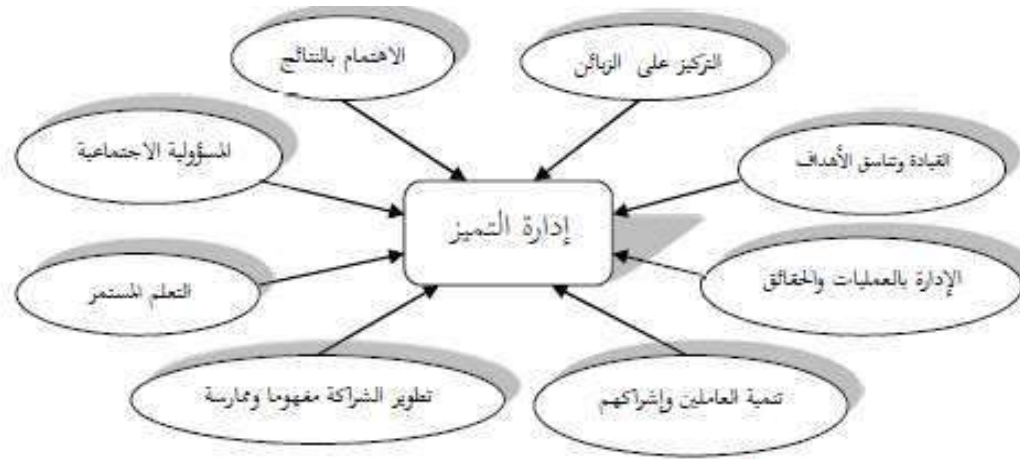 التركيز على الزبائن
الاهتمام بالنتائج
القيادة وتناسق الأهداف
المسؤولية الاجتماعية
إدارة التميز
الإدارة بالعمليات والحقائق
التعلم المستمر
تنمية العاملين وإشراكهم
تطوير الشراكة مفهوما وممارسة